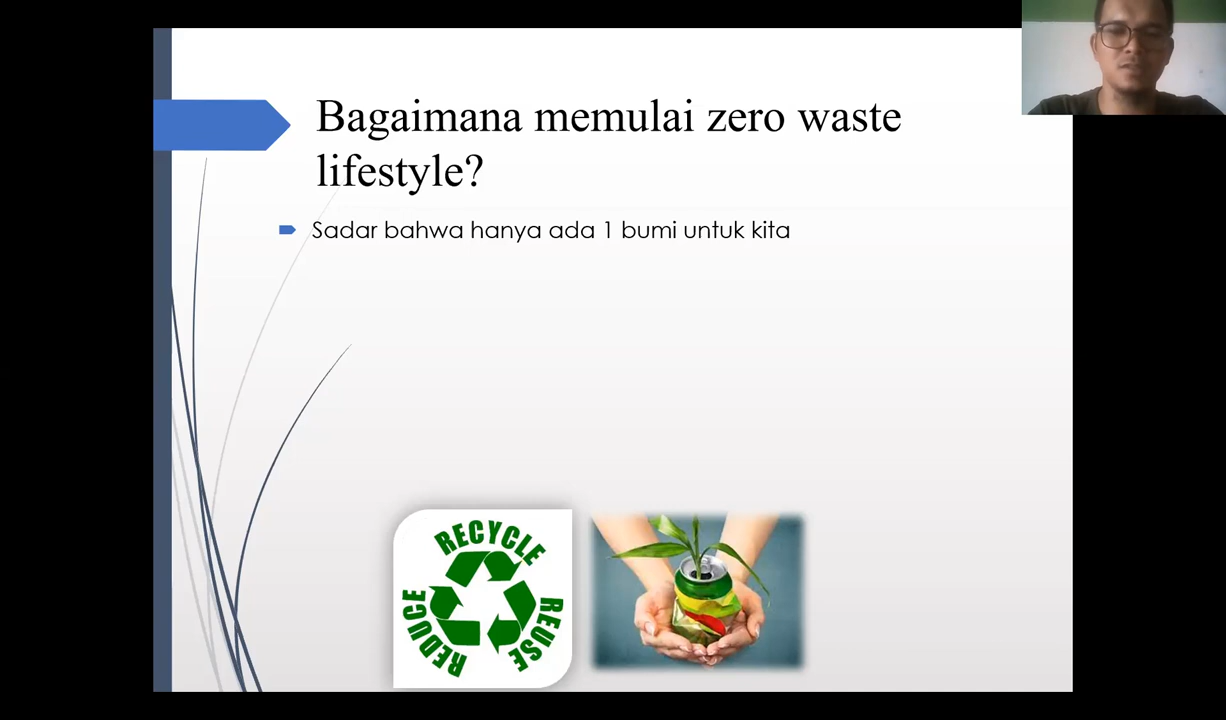 Bagaimana memulai zero waste
lifestyle?
Sadar bahwa hanya ada 1 bumi untuk kita
RECYCLE
REDUCE
REUSE